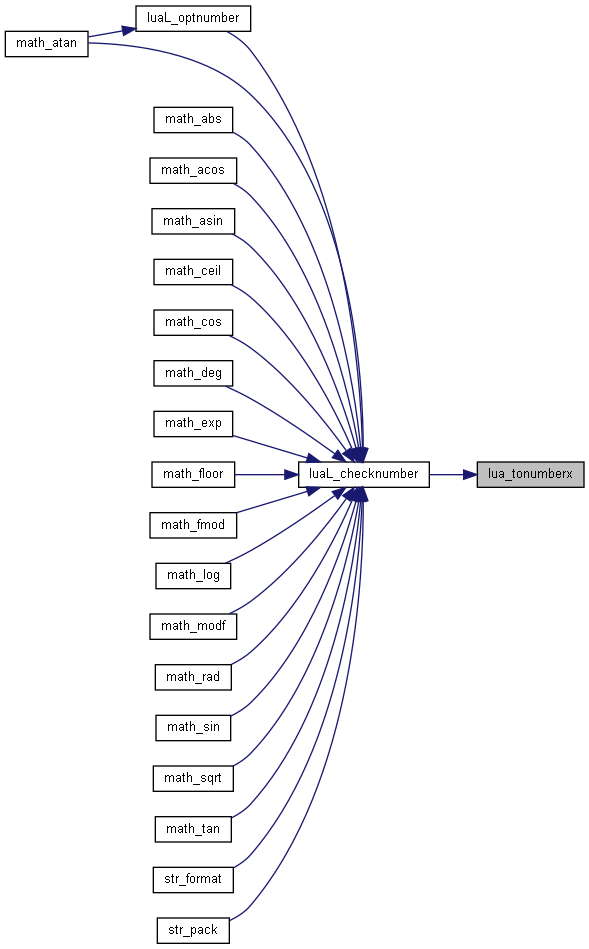 luaL_optnumber
math_atan
math_abs
math_acos
math_asin
math_ceil
math_cos
math_deg
math_exp
math_floor
luaL_checknumber
lua_tonumberx
math_fmod
math_log
math_modf
math_rad
math_sin
math_sqrt
math_tan
str_format
str_pack